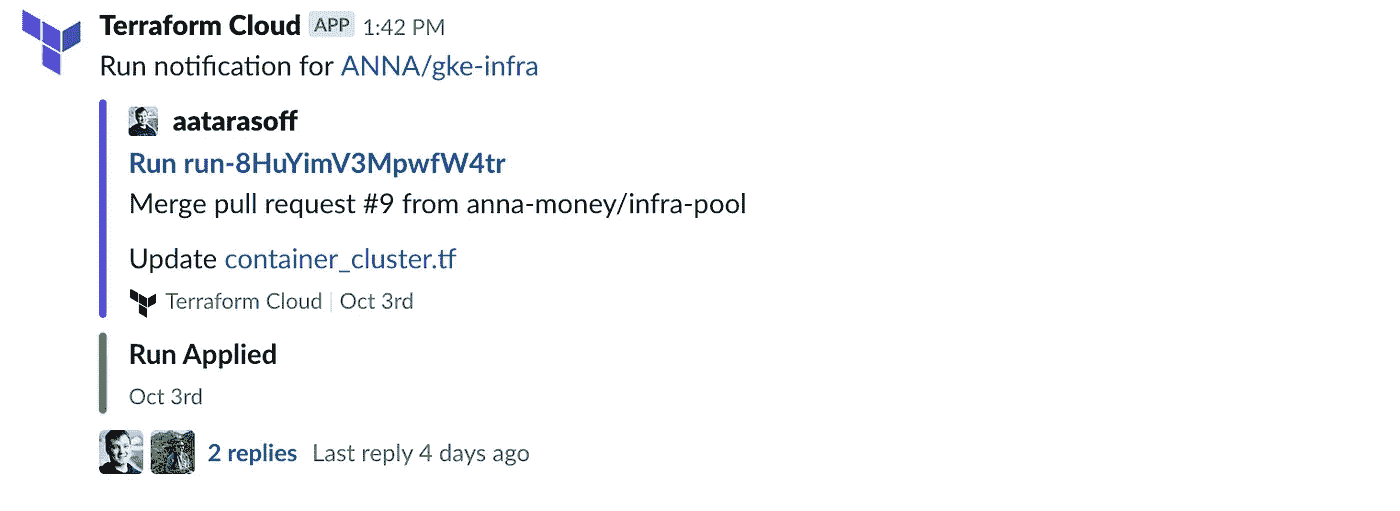 Terraform Cloud APP 1:42 PM
Run notification for ANNA/gke-infra
aatarasoff
Run run-8HuYimV3MpwfW4tr
Merge pull request #9 from anna-money/infra-pool
Update container_cluster.tf
Terraform Cloud | Oct 3rd
Run Applied
Oct 3rd
2 replies Last reply 4 days ago